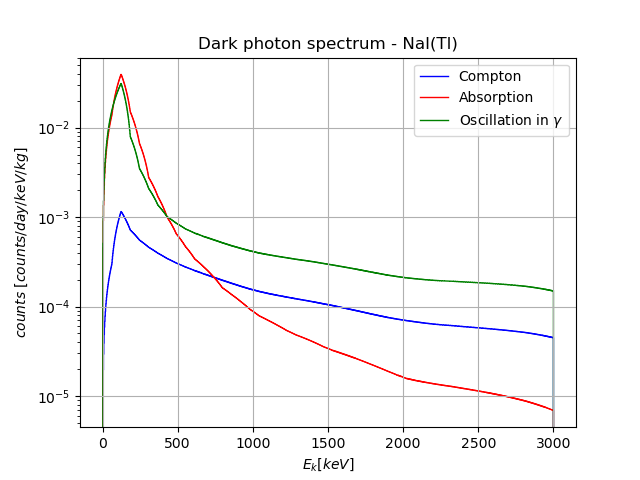 Dark photon spectrum - NaI(Tl)
Compton
Absorption
Oscillation in γ
counts [counts/day/keV/kg]
10⁻²
10⁻³
10⁻⁴
10⁻⁵
0 500 1000 1500 2000 2500 3000
E_k[keV]